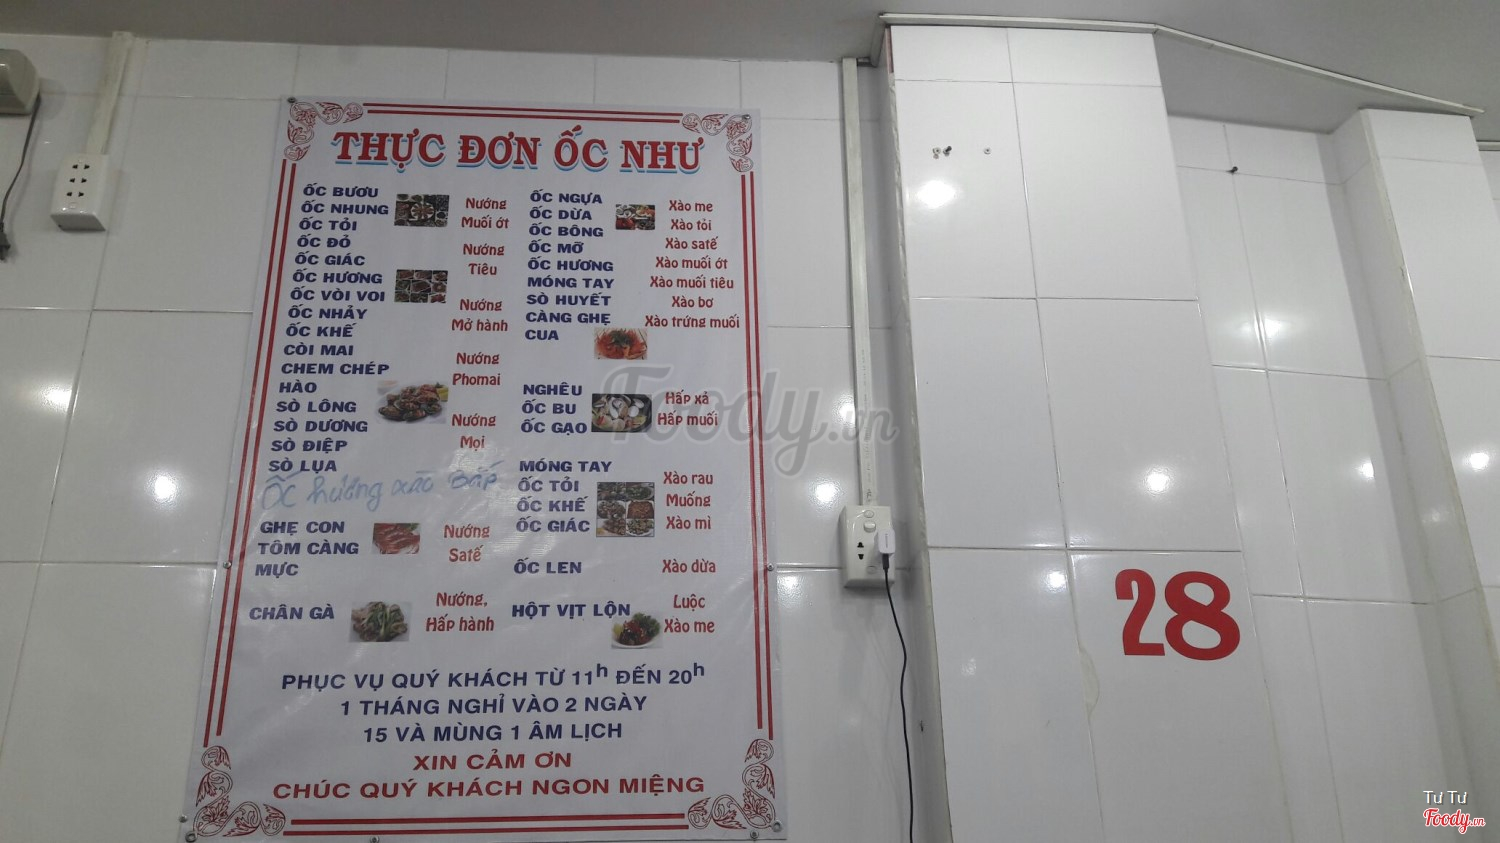 THỰC ĐƠN ỐC NHƯ
ỐC BƯƠU
ỐC NHUNG
ỐC TỎI
ỐC ĐỎ
ỐC GIÁC
ỐC HƯƠNG
ỐC VÒI VOI
ỐC NHẢY
ỐC KHẾ
CÒI MAI
CHEM CHÉP
HÀO
SÒ LÔNG
SÒ DƯƠNG
SÒ ĐIỆP
SÒ LỤA
Nướng
Muối ớt
Nướng
Tiêu
Nướng
Mở hành
Nướng
Phomai
Nướng
Mọi
Ốc hương xào bắp
GHẸ CON
TÔM CÀNG
MỰC
Nướng
Satế
CHÂN GÀ
Nướng,
Hấp hành
ỐC NGỰA
ỐC DỪA
ỐC BÔNG
ỐC MỠ
ỐC HƯƠNG
MÓNG TAY
SÒ HUYẾT
CÀNG GHẸ
CUA
Xào me
Xào tỏi
Xào satế
Xào muối ớt
Xào muối tiêu
Xào bơ
Xào trứng muối
NGHÊU
ỐC BU
ỐC GẠO
Hấp xả
Hấp muối
MÓNG TAY
ỐC TỎI
ỐC KHẾ
ỐC GIÁC
Xào rau
Muống
Xào mì
ỐC LEN
Xào dừa
HỘT VỊT LỘN
Luộc
Xào me
PHỤC VỤ QUÝ KHÁCH TỪ 11h ĐẾN 20h
1 THÁNG NGHỈ VÀO 2 NGÀY
15 VÀ MÙNG 1 ÂM LỊCH
XIN CẢM ƠN
CHÚC QUÝ KHÁCH NGON MIỆNG
28
Foody.vn
Tư Tư
Foody.vn